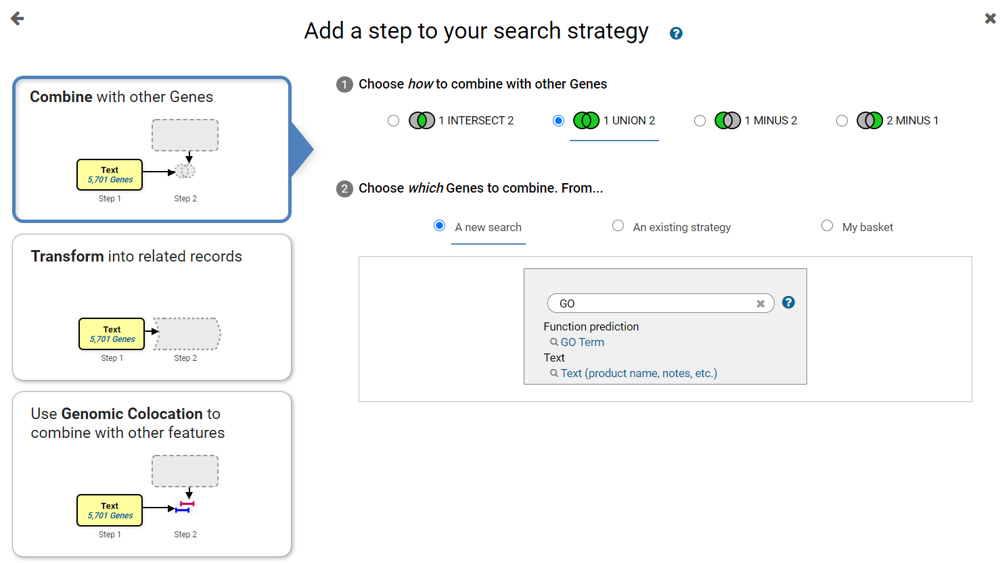 Add a step to your search strategy
Combine with other Genes
Text
5,701 Genes
Step 1
Step 2
Transform into related records
Text
5,701 Genes
Step 1
Step 2
Use Genomic Colocation to
combine with other features
Text
5,701 Genes
Step 1
Step 2
1 Choose how to combine with other Genes
1 INTERSECT 2
1 UNION 2
1 MINUS 2
2 MINUS 1
2 Choose which Genes to combine. From...
A new search
An existing strategy
My basket
GO
Function prediction
GO Term
Text
Text (product name, notes, etc.)